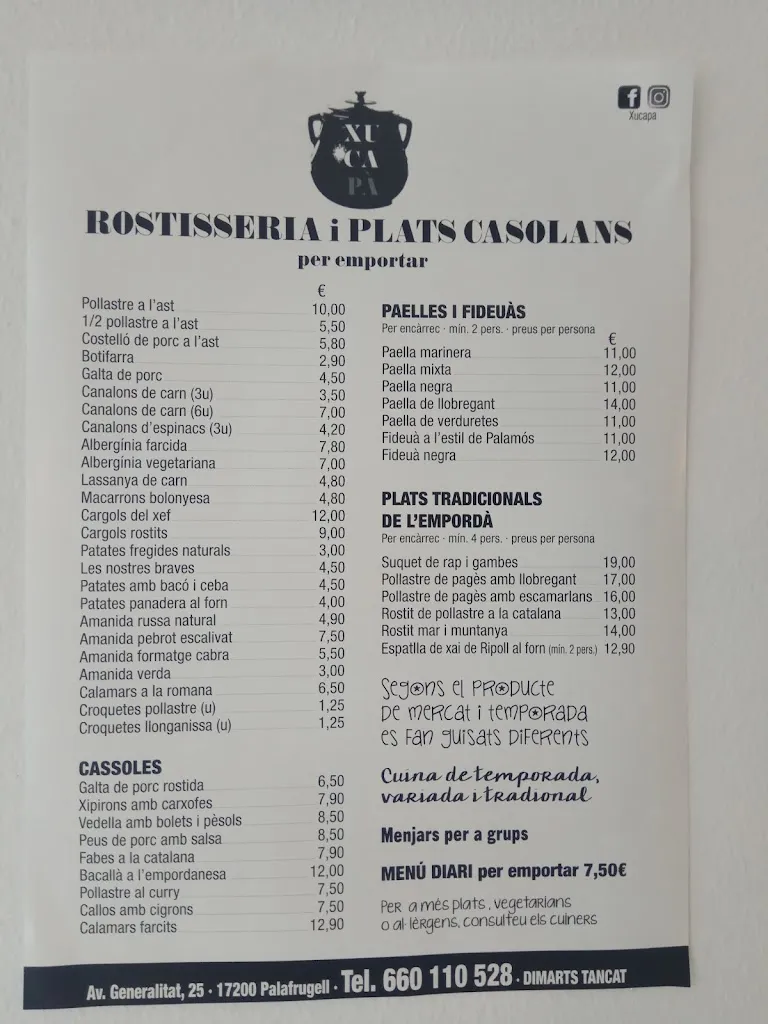 XU
CA
PÀ
Xucapa
ROSTISSERIA i PLATS CASOLANS
per emportar
€
Pollastre a l'ast 10,00
1/2 pollastre a l'ast 5,50
Costelló de porc a l'ast 5,80
Botifarra 2,90
Galta de porc 4,50
Canalons de carn (3u) 3,50
Canalons de carn (6u) 7,00
Canalons d'espinacs (3u) 4,20
Albergínia farcida 7,80
Albergínia vegetariana 7,00
Lassanya de carn 4,80
Macarrons bolonyesa 4,80
Cargols del xef 12,00
Cargols rostits 9,00
Patates fregides naturals 3,00
Les nostres braves 4,50
Patates amb bacó i ceba 4,50
Patates panadera al forn 4,00
Amanida russa natural 4,90
Amanida pebrot escalivat 7,50
Amanida formatge cabra 5,50
Amanida verda 3,00
Calamars a la romana 6,50
Croquetes pollastre (u) 1,25
Croquetes llonganissa (u) 1,25
CASSOLES
Galta de porc rostida 6,50
Xipirons amb carxofes 7,90
Vedella amb bolets i pèsols 8,50
Peus de porc amb salsa 8,50
Fabes a la catalana 7,90
Bacallà a l'empordanesa 12,00
Pollastre al curry 7,50
Callos amb cigrons 7,50
Calamars farcits 12,90
PAELLES I FIDEUÀS
Per encàrrec · mín. 2 pers. · preus per persona
€
Paella marinera 11,00
Paella mixta 12,00
Paella negra 11,00
Paella de llobregant 14,00
Paella de verduretes 11,00
Fideuà a l'estil de Palamós 11,00
Fideuà negra 12,00
PLATS TRADICIONALS
DE L'EMPORDÀ
Per encàrrec · mín. 4 pers. · preus per persona
Suquet de rap i gambes 19,00
Pollastre de pagès amb llobregant 17,00
Pollastre de pagès amb escamarlans 16,00
Rostit de pollastre a la catalana 13,00
Rostit mar i muntanya 14,00
Espatlla de xai de Ripoll al forn (mín. 2 pers.) 12,90
Segons el producte
de mercat i temporada
es fan guisats diferents
Cuina de temporada,
variada i tradional
Menjars per a grups
MENÚ DIARI per emportar 7,50€
Per a més plats, vegetarians
o al·lèrgens, consulteu els cuiners
Av. Generalitat, 25 · 17200 Palafrugell · Tel. 660 110 528 · DIMARTS TANCAT